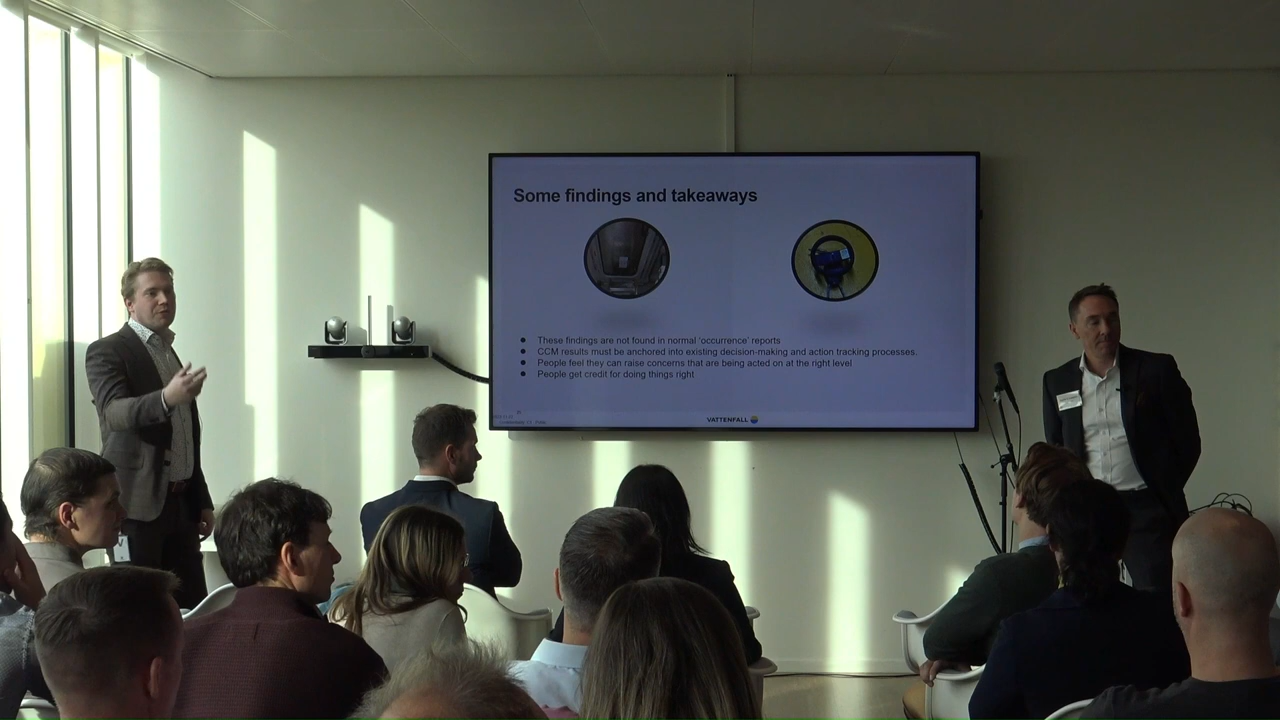 Some findings and takeaways
● These findings are not found in normal 'occurrence' reports
● CCM results must be anchored into existing decision-making and action tracking processes.
● People feel they can raise concerns that are being acted on at the right level
● People get credit for doing things right
VATTENFALL